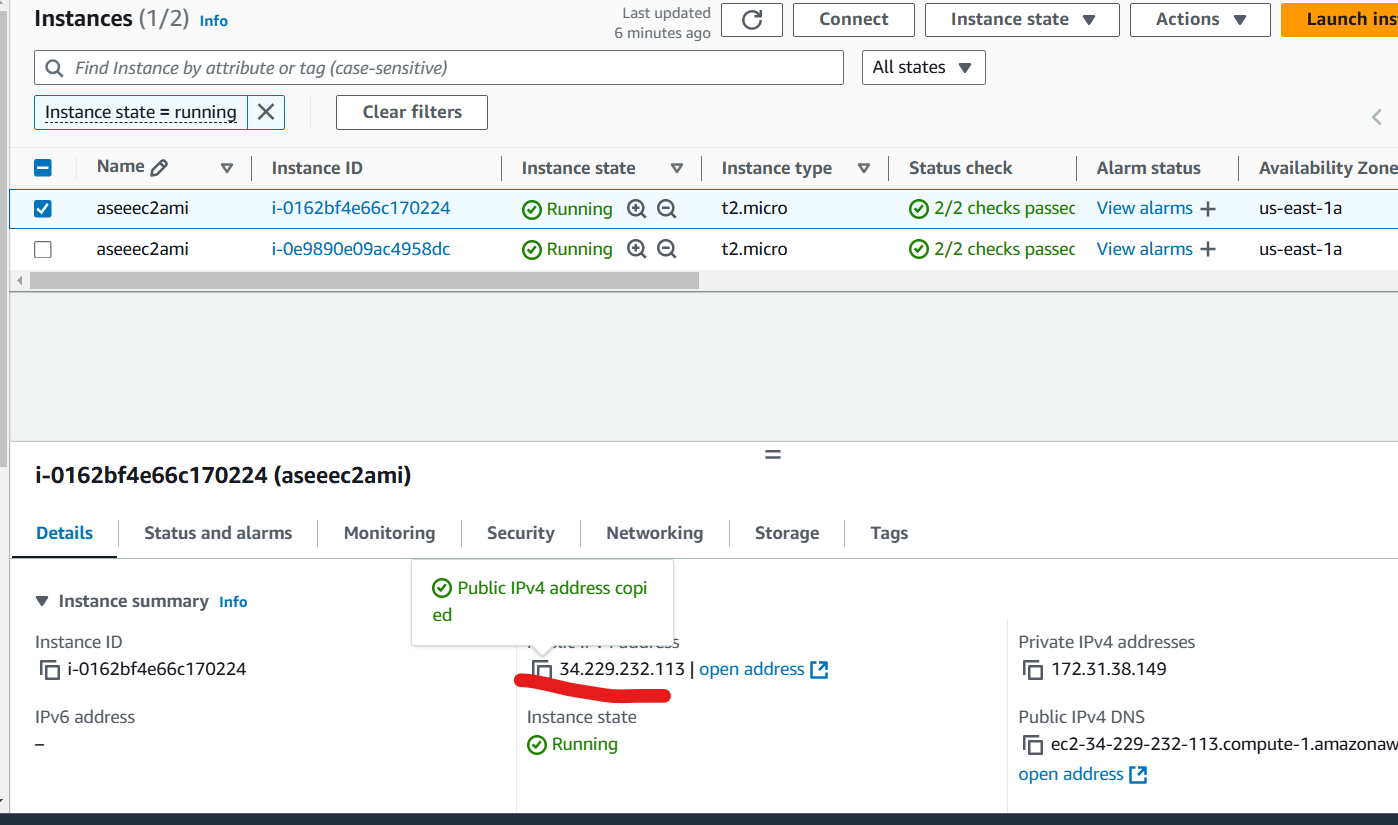 Instances (1/2) Info
Last updated
6 minutes ago
Connect
Instance state
Actions
Launch ins
Find Instance by attribute or tag (case-sensitive)
All states
Instance state = running
Clear filters
Name Instance ID Instance state Instance type Status check Alarm status Availability Zone
aseeec2ami i-0162bf4e66c170224 Running t2.micro 2/2 checks passec View alarms + us-east-1a
aseeec2ami i-0e9890e09ac4958dc Running t2.micro 2/2 checks passec View alarms + us-east-1a
i-0162bf4e66c170224 (aseeec2ami)
Details Status and alarms Monitoring Security Networking Storage Tags
Public IPv4 address copi
ed
Instance summary Info
Instance ID
i-0162bf4e66c170224
Public IPv4 address
34.229.232.113 | open address
Private IPv4 addresses
172.31.38.149
IPv6 address
–
Instance state
Running
Public IPv4 DNS
ec2-34-229-232-113.compute-1.amazonaw
open address